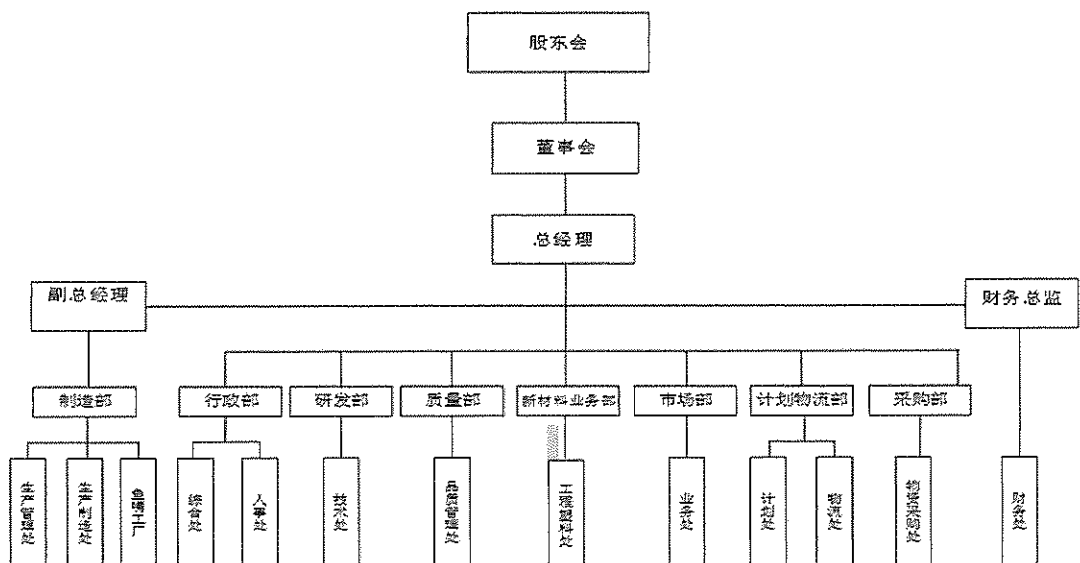 股东会
董事会
总经理
副总经理
财务总监
制造部
行政部
研发部
质量部
新材料业务部
市场部
计划物流部
采购部
生产管理处
生产制造处
鱼嘴工厂
综合处
人事处
技术处
品质管理处
工程塑料处
业务处
计划处
物流处
物资采购处
财务处